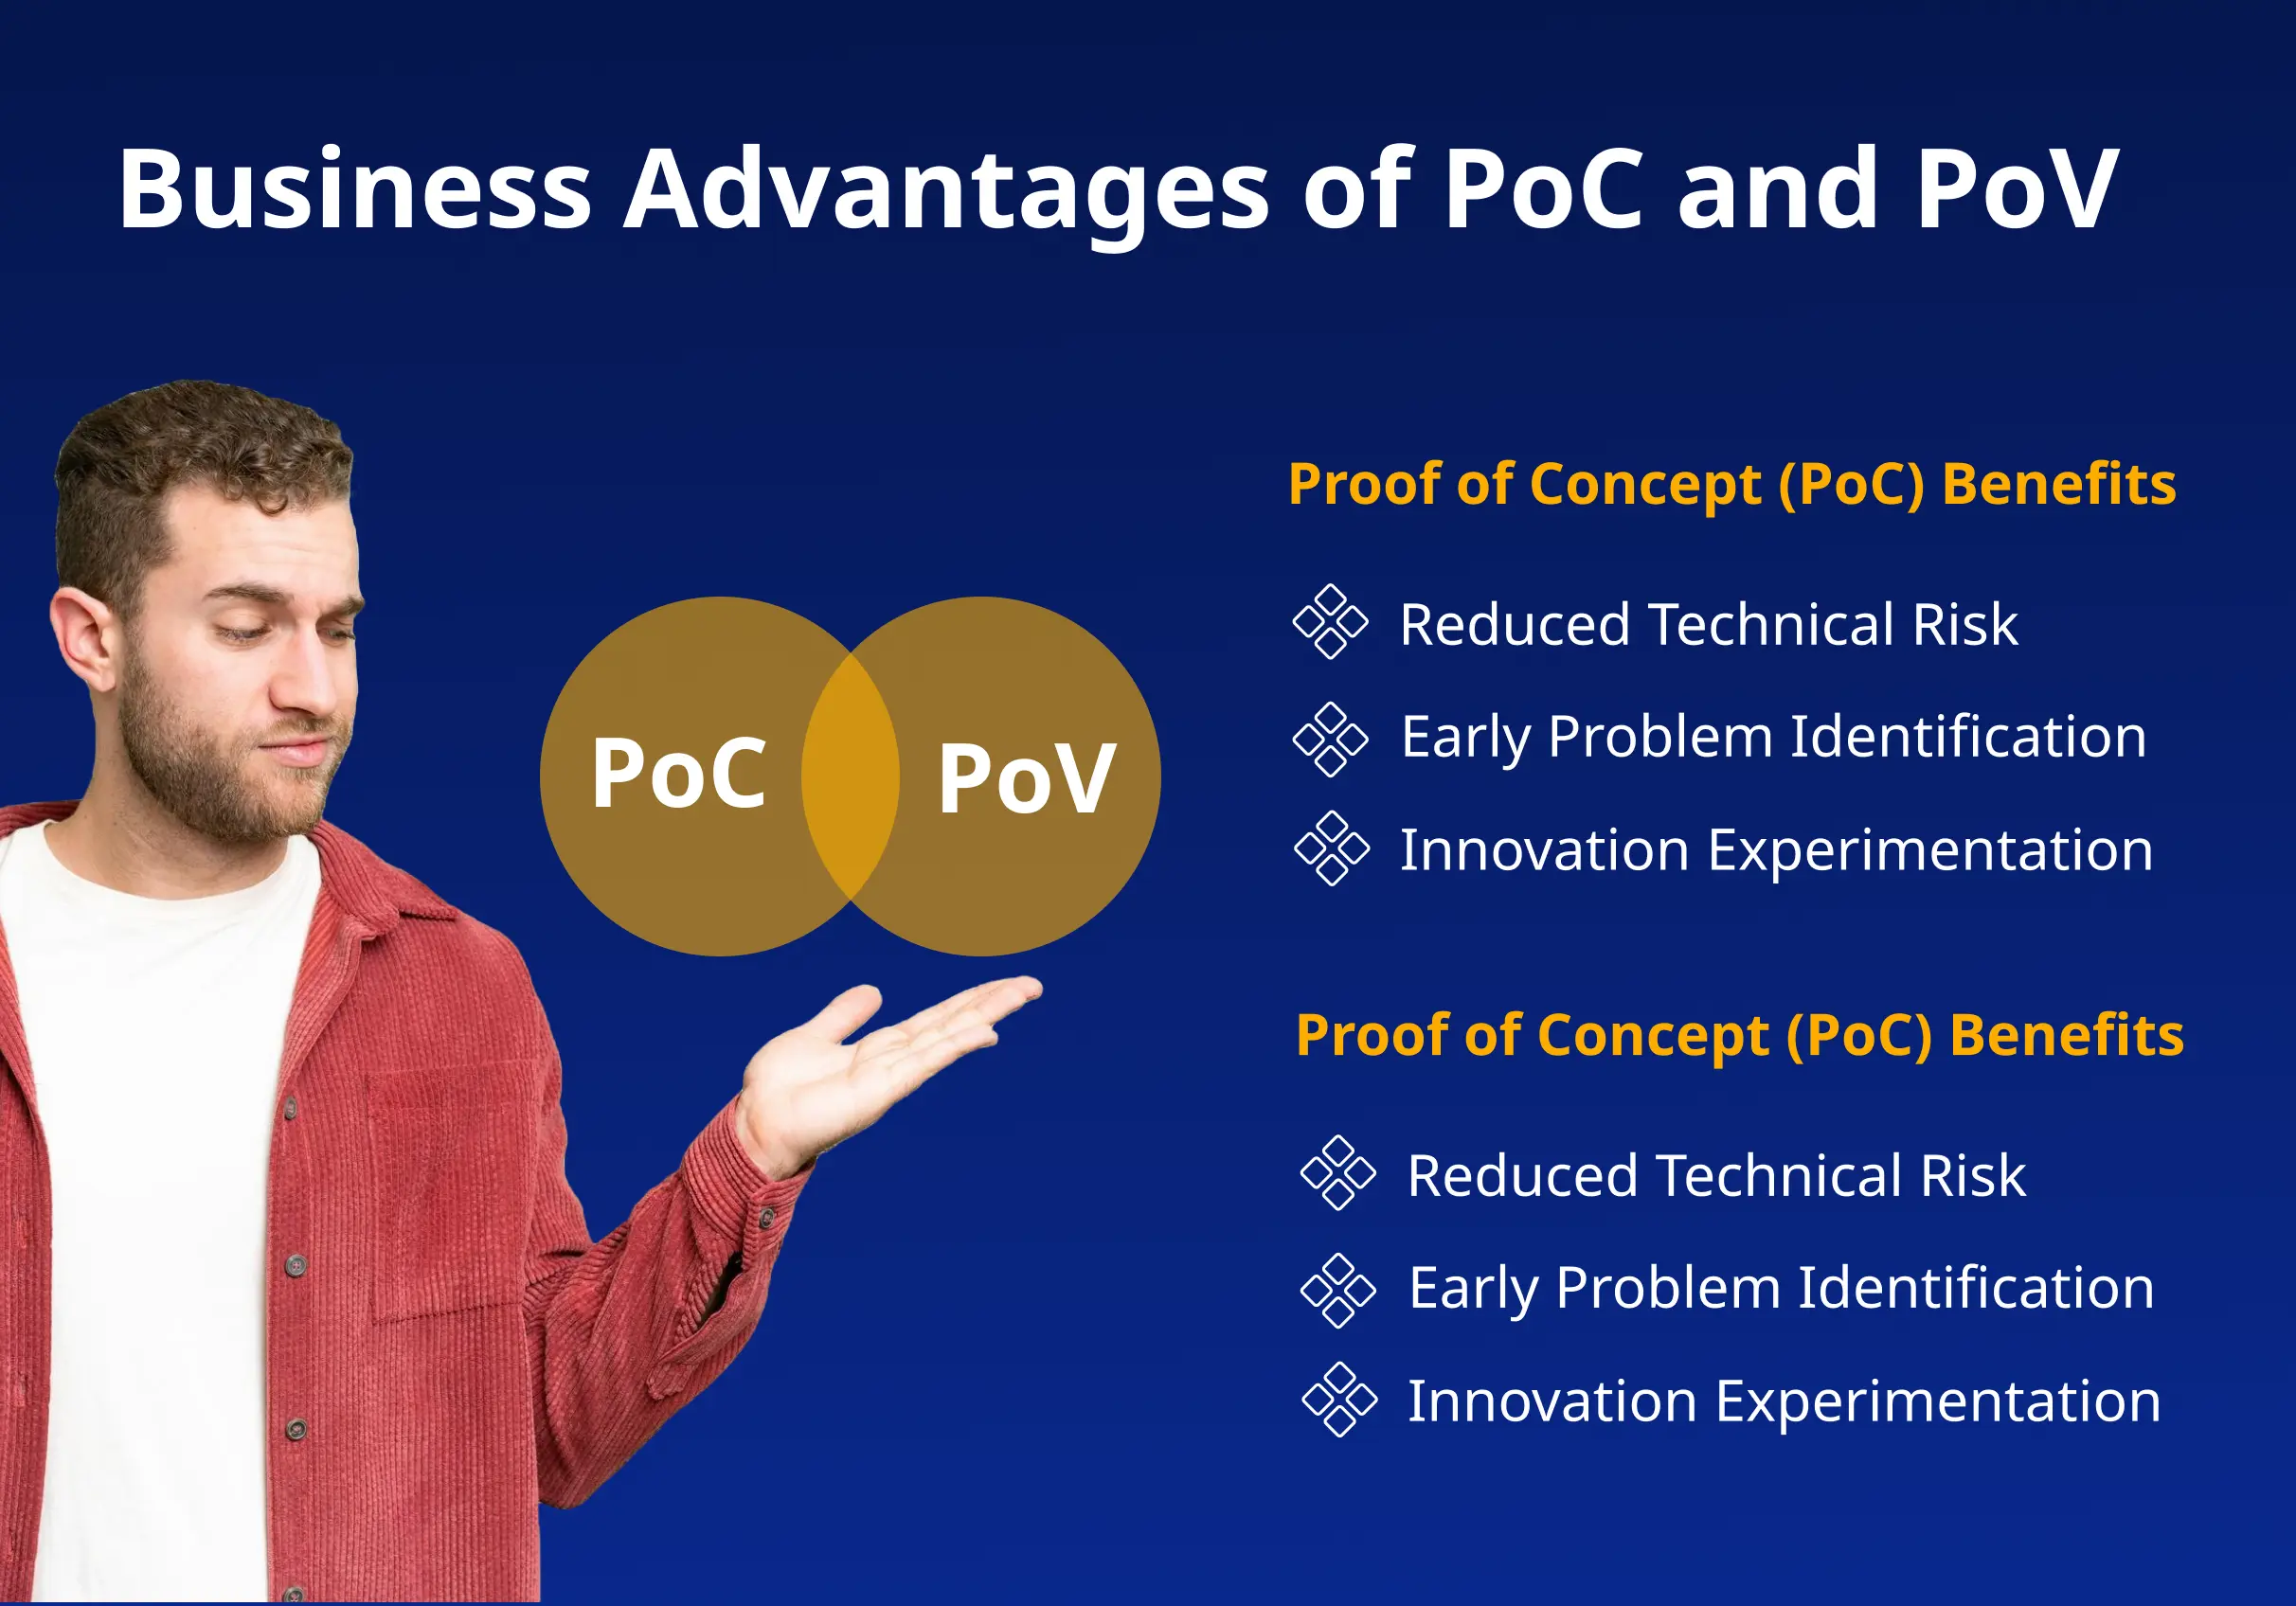 Business Advantages of PoC and PoV
PoC
PoV
Proof of Concept (PoC) Benefits
Reduced Technical Risk
Early Problem Identification
Innovation Experimentation
Proof of Concept (PoC) Benefits
Reduced Technical Risk
Early Problem Identification
Innovation Experimentation